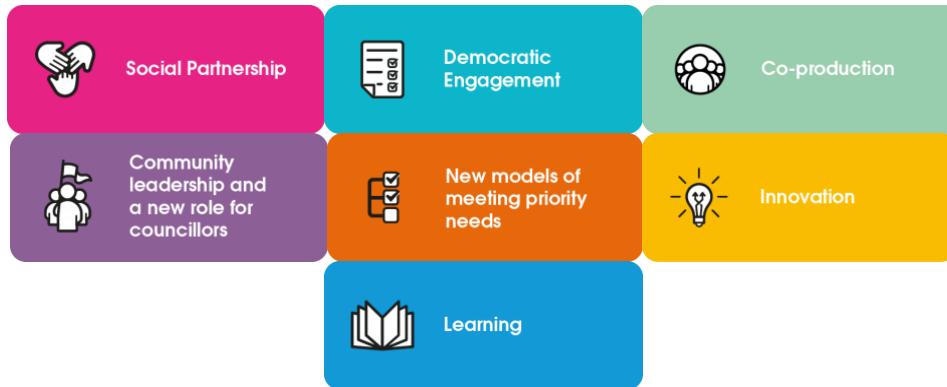 Social Partnership
Democratic
Engagement
Co-production
Community
leadership and
a new role for
councillors
New models of
meeting priority
needs
Innovation
Learning